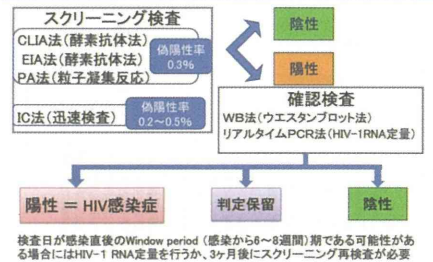 スクリーニング検査
CLIA法(酵素抗体法)
EIA法(酵素抗体法)
PA法(粒子凝集反応)
偽陽性率
0.3%
IC法(迅速検査)
偽陽性率
0.2～0.5%
陰性
陽性
確認検査
WB法(ウエスタンブロット法)
リアルタイムPCR法(HIV-1RNA定量)
陽性＝HIV感染症
判定保留
陰性
検査日が感染直後のWindow period (感染から6～8週間)期である可能性があ
る場合にはHIV-1 RNA定量を行うか、3ヶ月後にスクリーニング再検査が必要